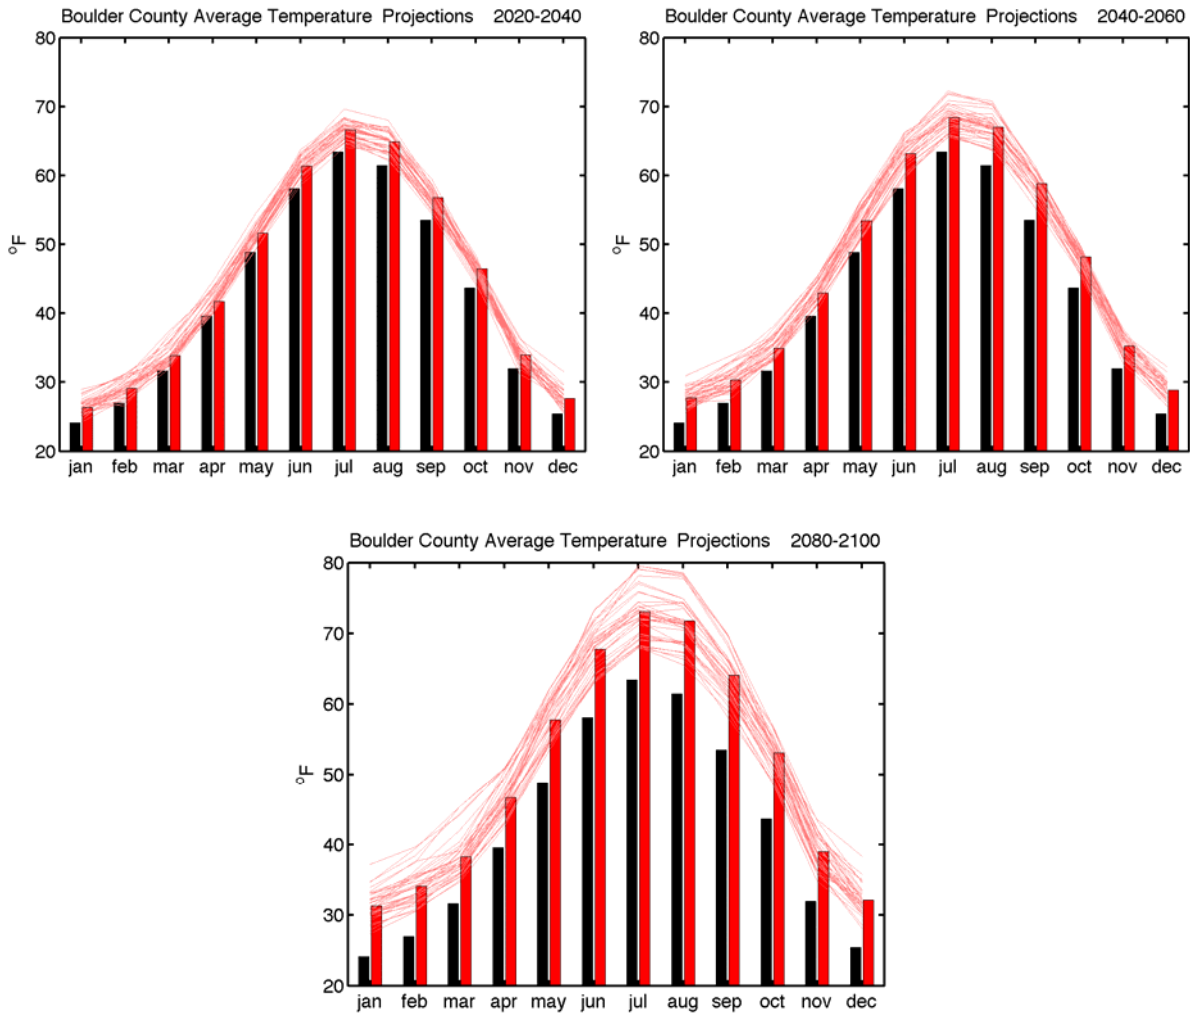 Boulder County Average Temperature Projections 2020-2040
80
70
60
50
40
30
20
°F
jan feb mar apr may jun jul aug sep oct nov dec
Boulder County Average Temperature Projections 2040-2060
80
70
60
50
40
30
20
°F
jan feb mar apr may jun jul aug sep oct nov dec
Boulder County Average Temperature Projections 2080-2100
80
70
60
50
40
30
20
°F
jan feb mar apr may jun jul aug sep oct nov dec